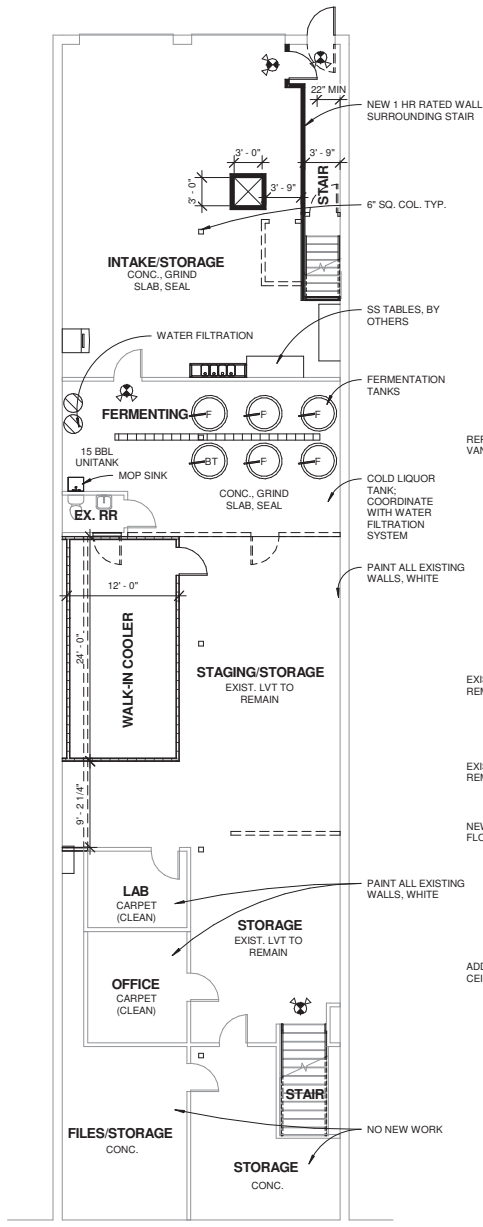 22" MIN
NEW 1 HR RATED WALL
SURROUNDING STAIR
3' - 0"
3' - 9"
3' - 0"
3' - 9"
STAIR
6" SQ. COL. TYP.
INTAKE/STORAGE
CONC., GRIND
SLAB, SEAL
SS TABLES, BY
OTHERS
WATER FILTRATION
FERMENTATION
TANKS
FERMENTING
F
F
F
15 BBL
UNITANK
BT
F
F
MOP SINK
CONC., GRIND
SLAB, SEAL
COLD LIQUOR
TANK;
COORDINATE
WITH WATER
FILTRATION
SYSTEM
EX. RR
PAINT ALL EXISTING
WALLS, WHITE
12' - 0"
24' - 0"
WALK-IN COOLER
STAGING/STORAGE
EXIST. LVT TO
REMAIN
9' - 2 1/4"
LAB
CARPET
(CLEAN)
PAINT ALL EXISTING
WALLS, WHITE
STORAGE
EXIST. LVT TO
REMAIN
OFFICE
CARPET
(CLEAN)
STAIR
FILES/STORAGE
CONC.
NO NEW WORK
STORAGE
CONC.